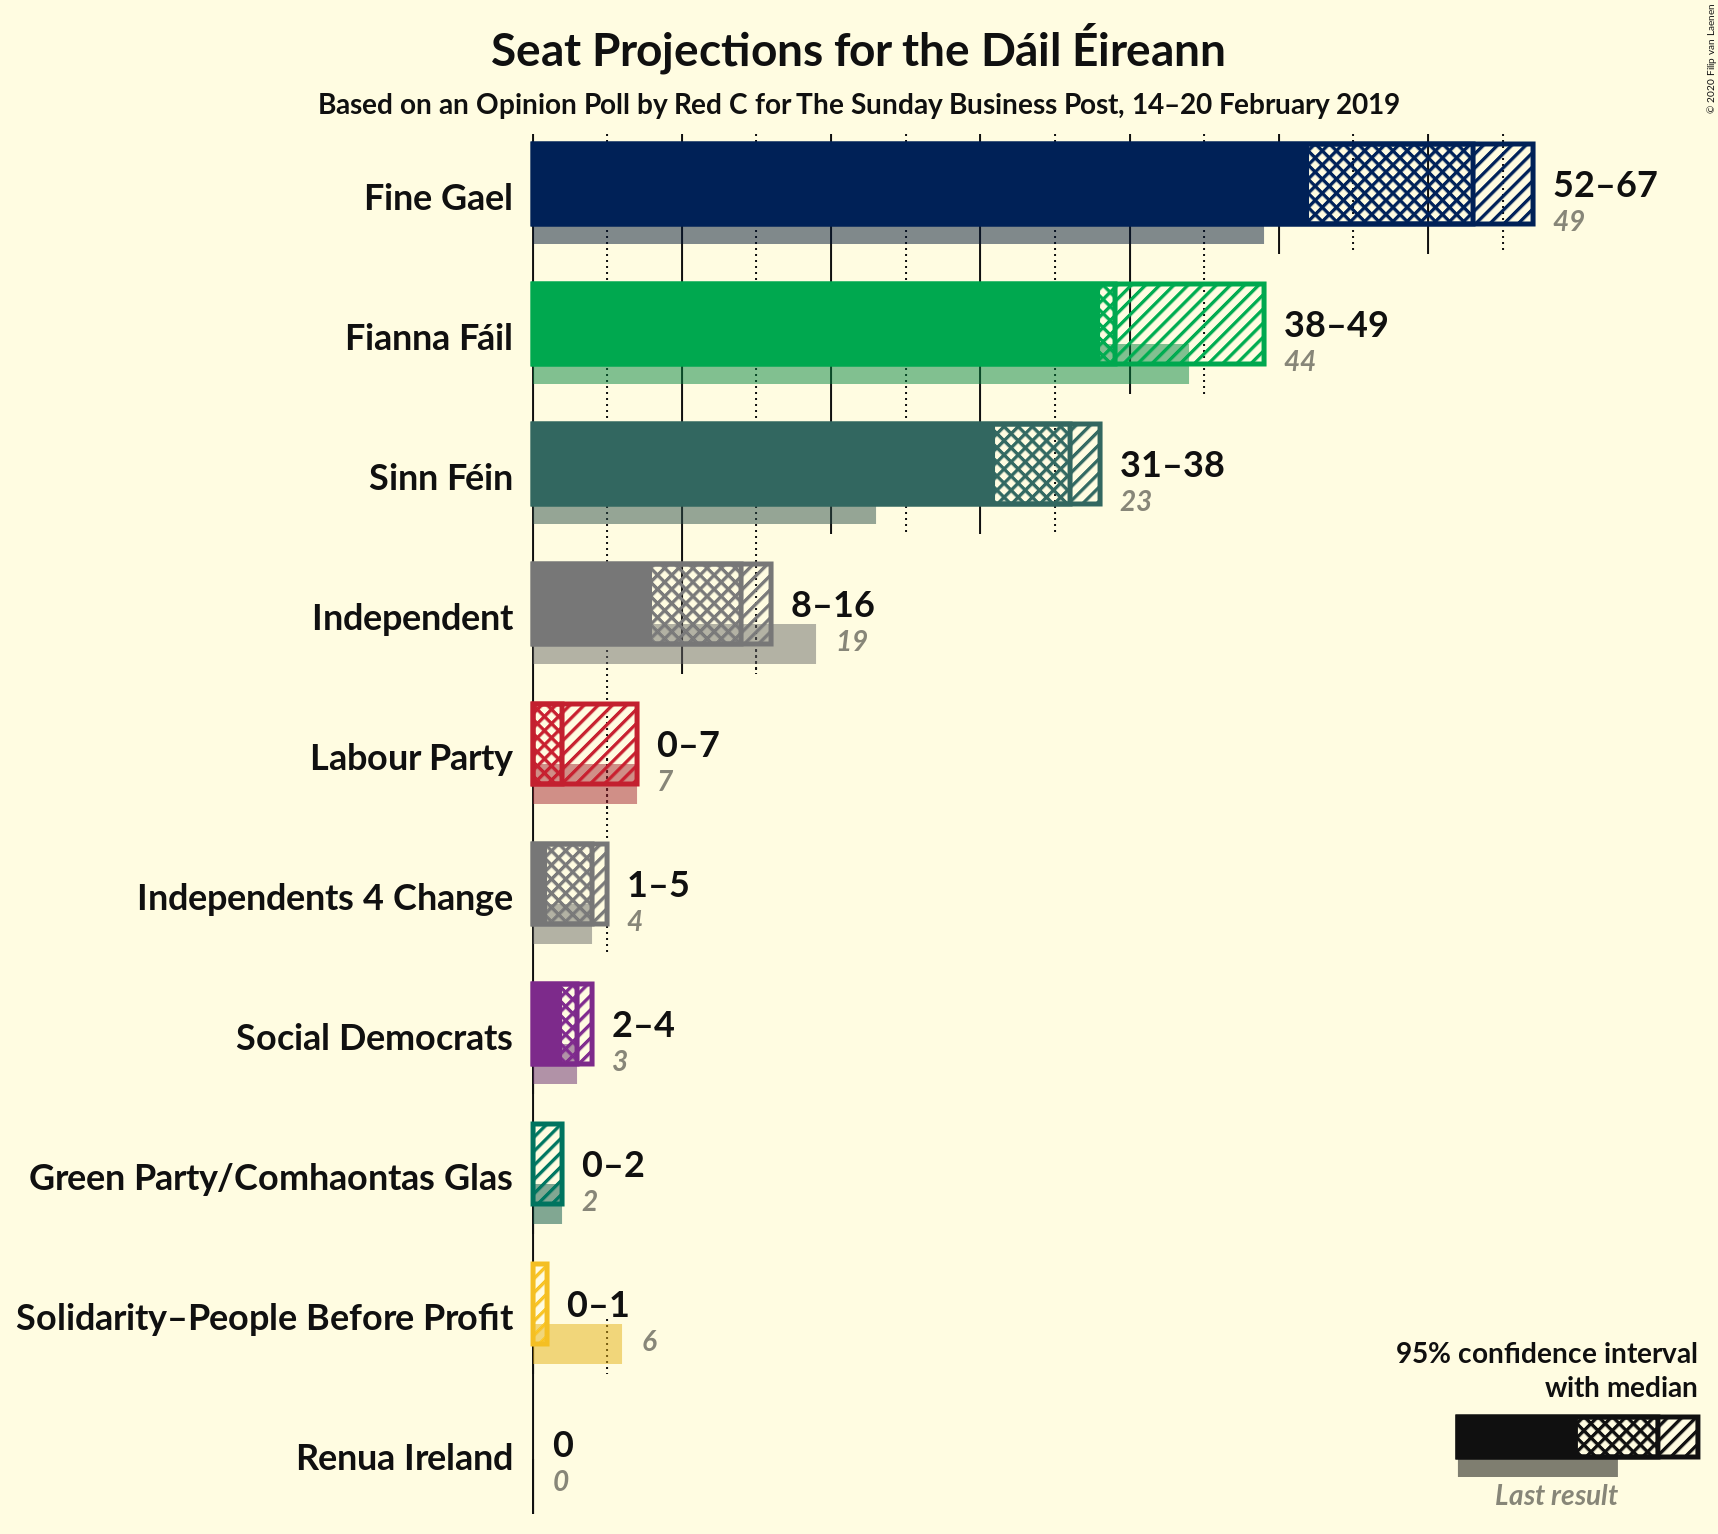 Seat Projections for the Dáil Éireann
Based on an Opinion Poll by Red C for The Sunday Business Post, 14–20 February 2019
© 2020 Filip van Laenen
Fine Gael
52–67
49
Fianna Fáil
38–49
44
Sinn Féin
31–38
23
Independent
8–16
19
Labour Party
0–7
7
Independents 4 Change
1–5
4
Social Democrats
2–4
3
Green Party/Comhaontas Glas
0–2
2
Solidarity–People Before Profit
0–1
6
Renua Ireland
0
0
95% confidence interval
with median
Last result